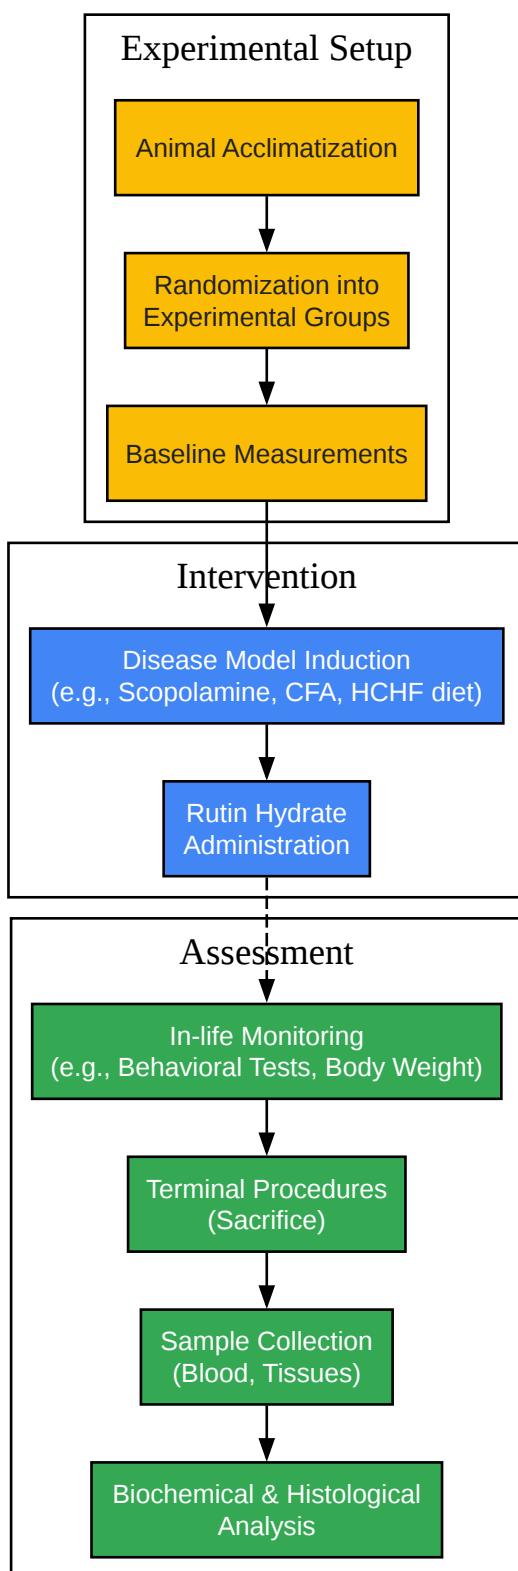 Experimental Setup
Animal Acclimatization
Randomization into
Experimental Groups
Baseline Measurements
Intervention
Disease Model Induction
(e.g., Scopolamine, CFA, HCHF diet)
Rutin Hydrate
Administration
Assessment
In-life Monitoring
(e.g., Behavioral Tests, Body Weight)
Terminal Procedures
(Sacrifice)
Sample Collection
(Blood, Tissues)
Biochemical & Histological
Analysis